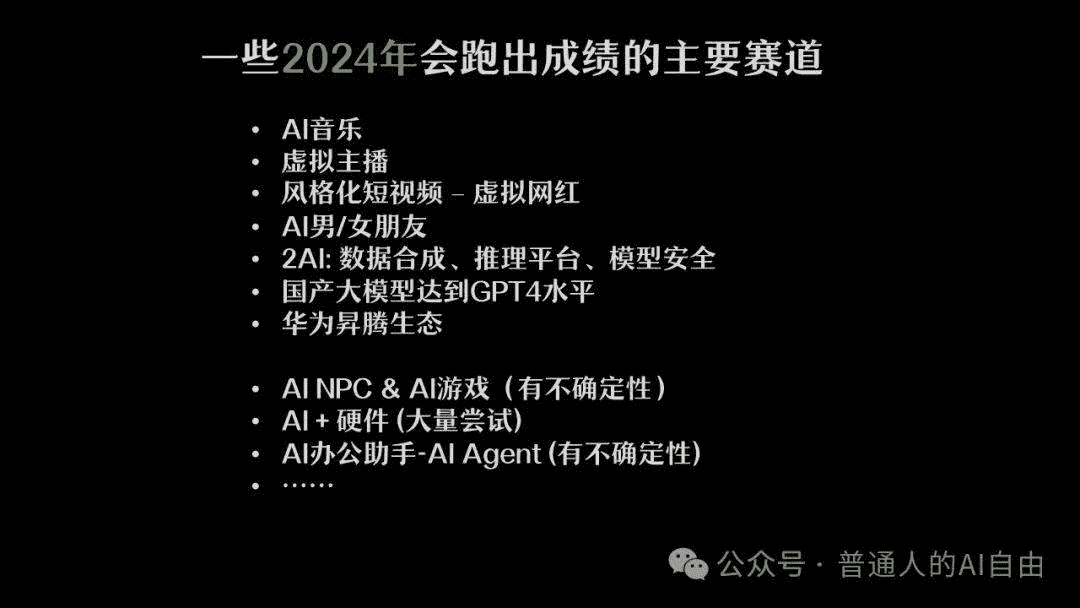 一些2024年会跑出成绩的主要赛道
• AI音乐
• 虚拟主播
• 风格化短视频 – 虚拟网红
• AI男/女朋友
• 2AI: 数据合成、推理平台、模型安全
• 国产大模型达到GPT4水平
• 华为昇腾生态
• AI NPC & AI游戏（有不确定性）
• AI + 硬件 (大量尝试)
• AI办公助手-AI Agent (有不确定性)
• ……
公众号 · 普通人的AI自由